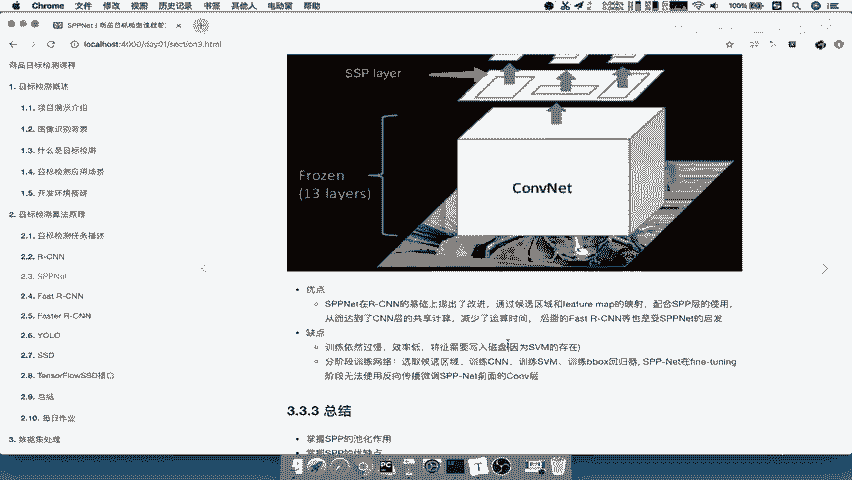 Chrome 文件 修改 视图 历史记录 书签 其他人 电动窗 帮助
100%
localhost:4000/day01/section3.html
商品目标检测课程
1. 目标检测概述
1.1. 项目演示介绍
1.2. 图像识别背景
1.3. 什么是目标检测
1.4. 目标检测应用场景
1.5. 开发环境搭建
2. 目标检测算法原理
2.1. 目标检测任务描述
2.2. R-CNN
2.3. SPPNet
2.4. Fast R-CNN
2.5. Faster R-CNN
2.6. YOLO
2.7. SSD
2.8. TensorFlowSSD接口
2.9. 总结
2.10. 每日作业
3. 数据集处理
SSP layer
Frozen
(13 layers)
ConvNet
优点
SPPNet在R-CNN的基础上提出了改进，通过候选区域和feature map的映射，配合SPP层的使用，
从而达到了CNN层的共享计算，减少了运算时间， 后面的Fast R-CNN等也是受SPPNet的启发
缺点
训练依然过慢、效率低，特征需要写入磁盘(因为SVM的存在)
分阶段训练网络：选取候选区域、训练CNN、训练SVM、训练bbox回归器, SPP-Net在fine-tuning
阶段无法使用反向传播微调SPP-Net前面的Conv层
3.3.3 总结
掌握SPP的池化作用
掌握SPP的优缺点